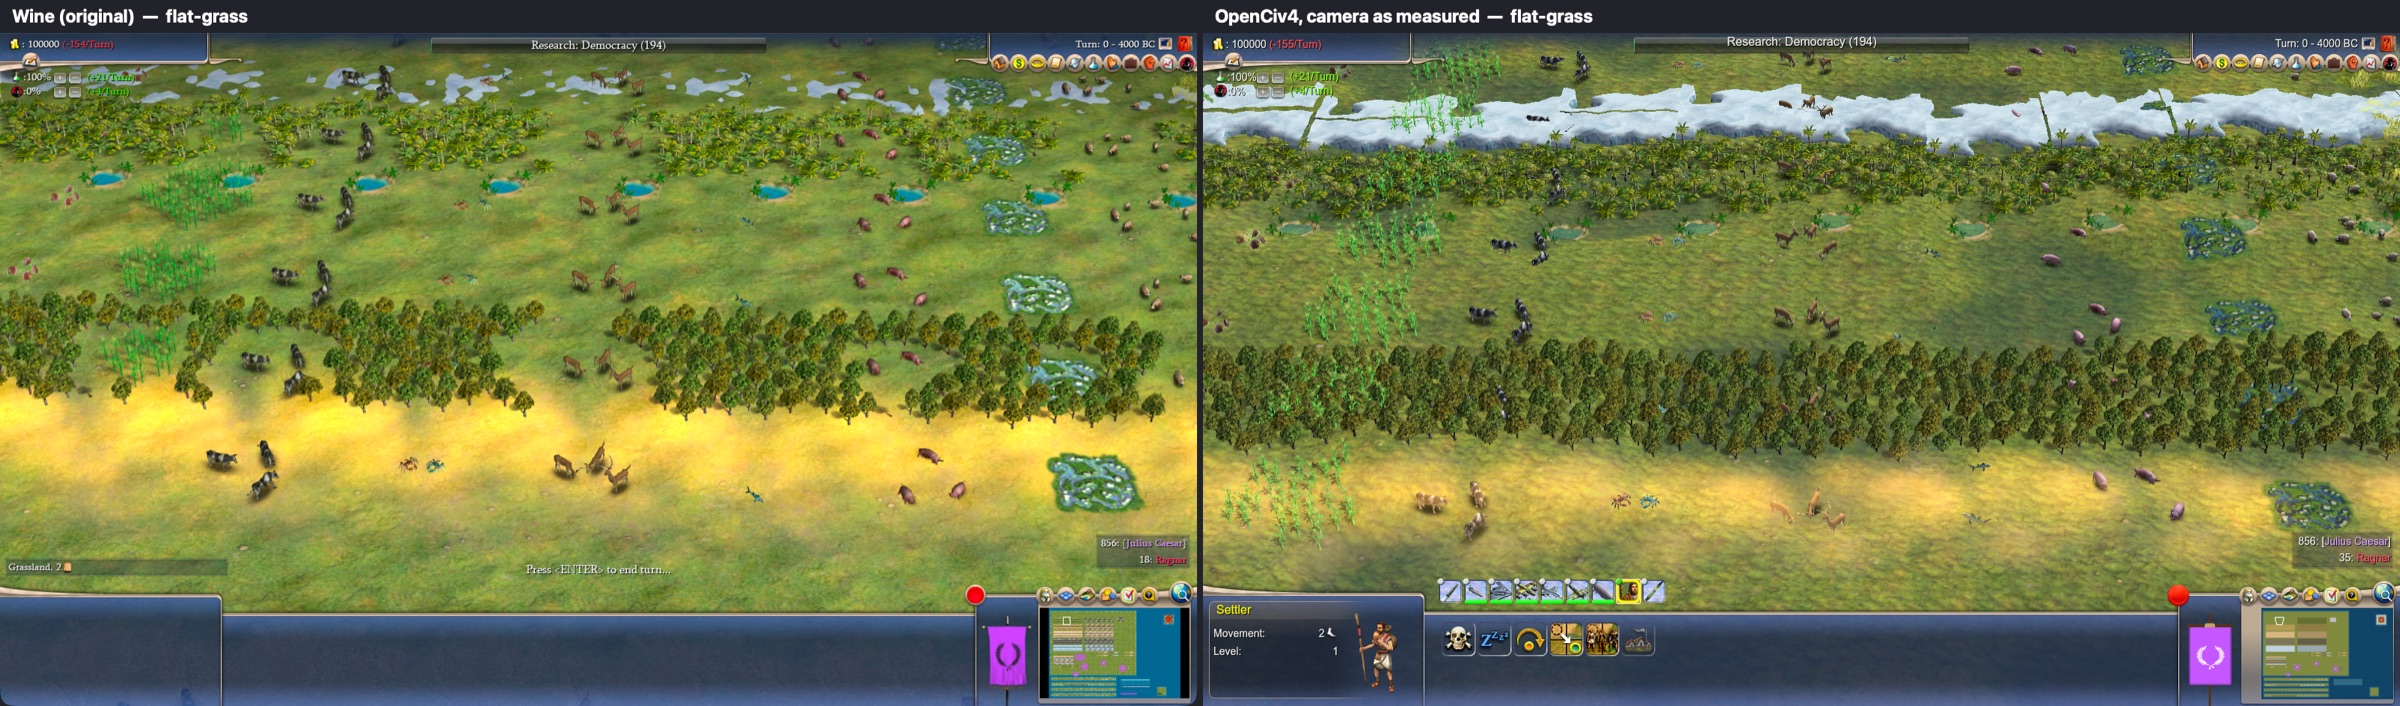 Wine (original) — flat-grass
: 100000 (-154/Turn)
Research: Democracy (194)
Turn: 0 - 4000 BC
:100% (+21/Turn)
:0% (+4/Turn)
Grassland, 2
Press <ENTER> to end turn...
856: [Julius Caesar]
18: Ragnar
OpenCiv4, camera as measured — flat-grass
: 100000 (-155/Turn)
Research: Democracy (194)
Turn: 0 - 4000 BC
:100% (+21/Turn)
:0% (+4/Turn)
856: [Julius Caesar]
35: Ragnar
Settler
Movement: 2
Level: 1